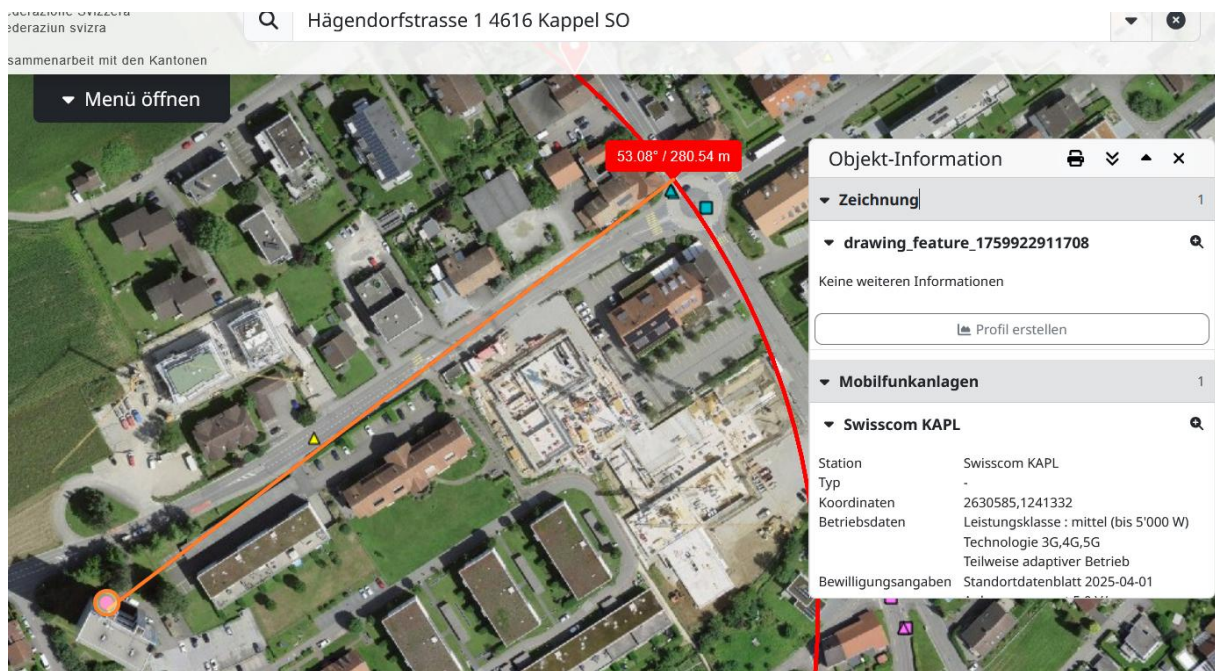 Hägendorfstrasse 1 4616 Kappel SO
ederaziun svizra
sammenarbeit mit den Kantonen
Menü öffnen
53.08° / 280.54 m
Objekt-Information
Zeichnung 1
drawing_feature_1759922911708
Keine weiteren Informationen
Profil erstellen
Mobilfunkanlagen 1
Swisscom KAPL
Station Swisscom KAPL
Typ -
Koordinaten 2630585,1241332
Betriebsdaten Leistungsklasse : mittel (bis 5'000 W)
Technologie 3G,4G,5G
Teilweise adaptiver Betrieb
Bewilligungsangaben Standortdatenblatt 2025-04-01